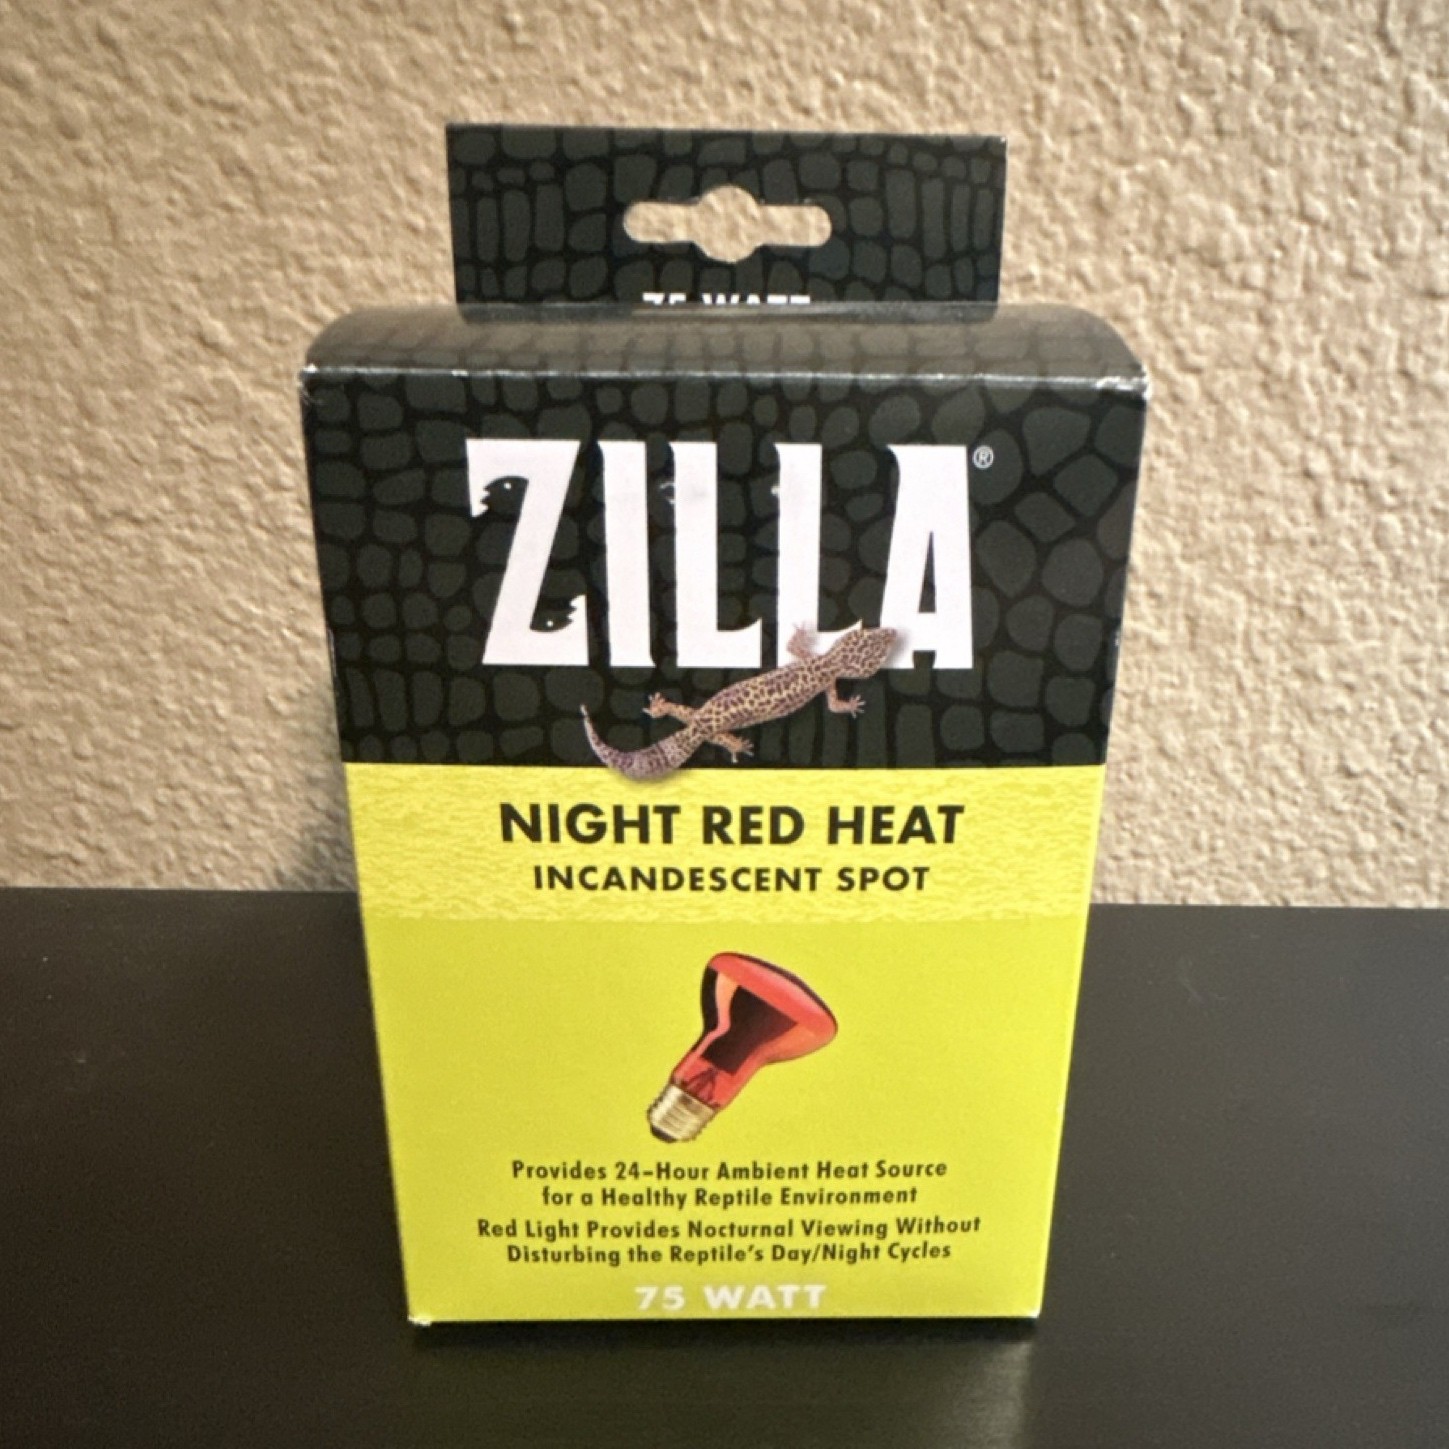 75 WATT
ZILLA®
NIGHT RED HEAT
INCANDESCENT SPOT
Provides 24-Hour Ambient Heat Source
for a Healthy Reptile Environment
Red Light Provides Nocturnal Viewing Without
Disturbing the Reptile's Day/Night Cycles
75 WATT